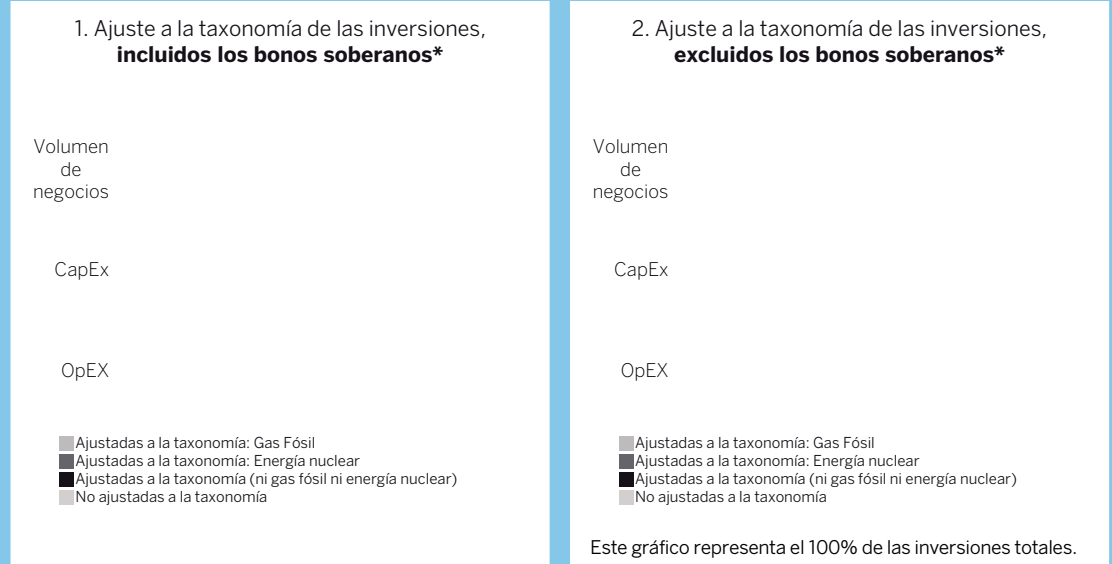 1. Ajuste a la taxonomía de las inversiones,
incluidos los bonos soberanos*
Volumen
de
negocios
CapEx
OpEX
Ajustadas a la taxonomía: Gas Fósil
Ajustadas a la taxonomía: Energía nuclear
Ajustadas a la taxonomía (ni gas fósil ni energía nuclear)
No ajustadas a la taxonomía
2. Ajuste a la taxonomía de las inversiones,
excluidos los bonos soberanos*
Volumen
de
negocios
CapEx
OpEX
Ajustadas a la taxonomía: Gas Fósil
Ajustadas a la taxonomía: Energía nuclear
Ajustadas a la taxonomía (ni gas fósil ni energía nuclear)
No ajustadas a la taxonomía
Este gráfico representa el 100% de las inversiones totales.